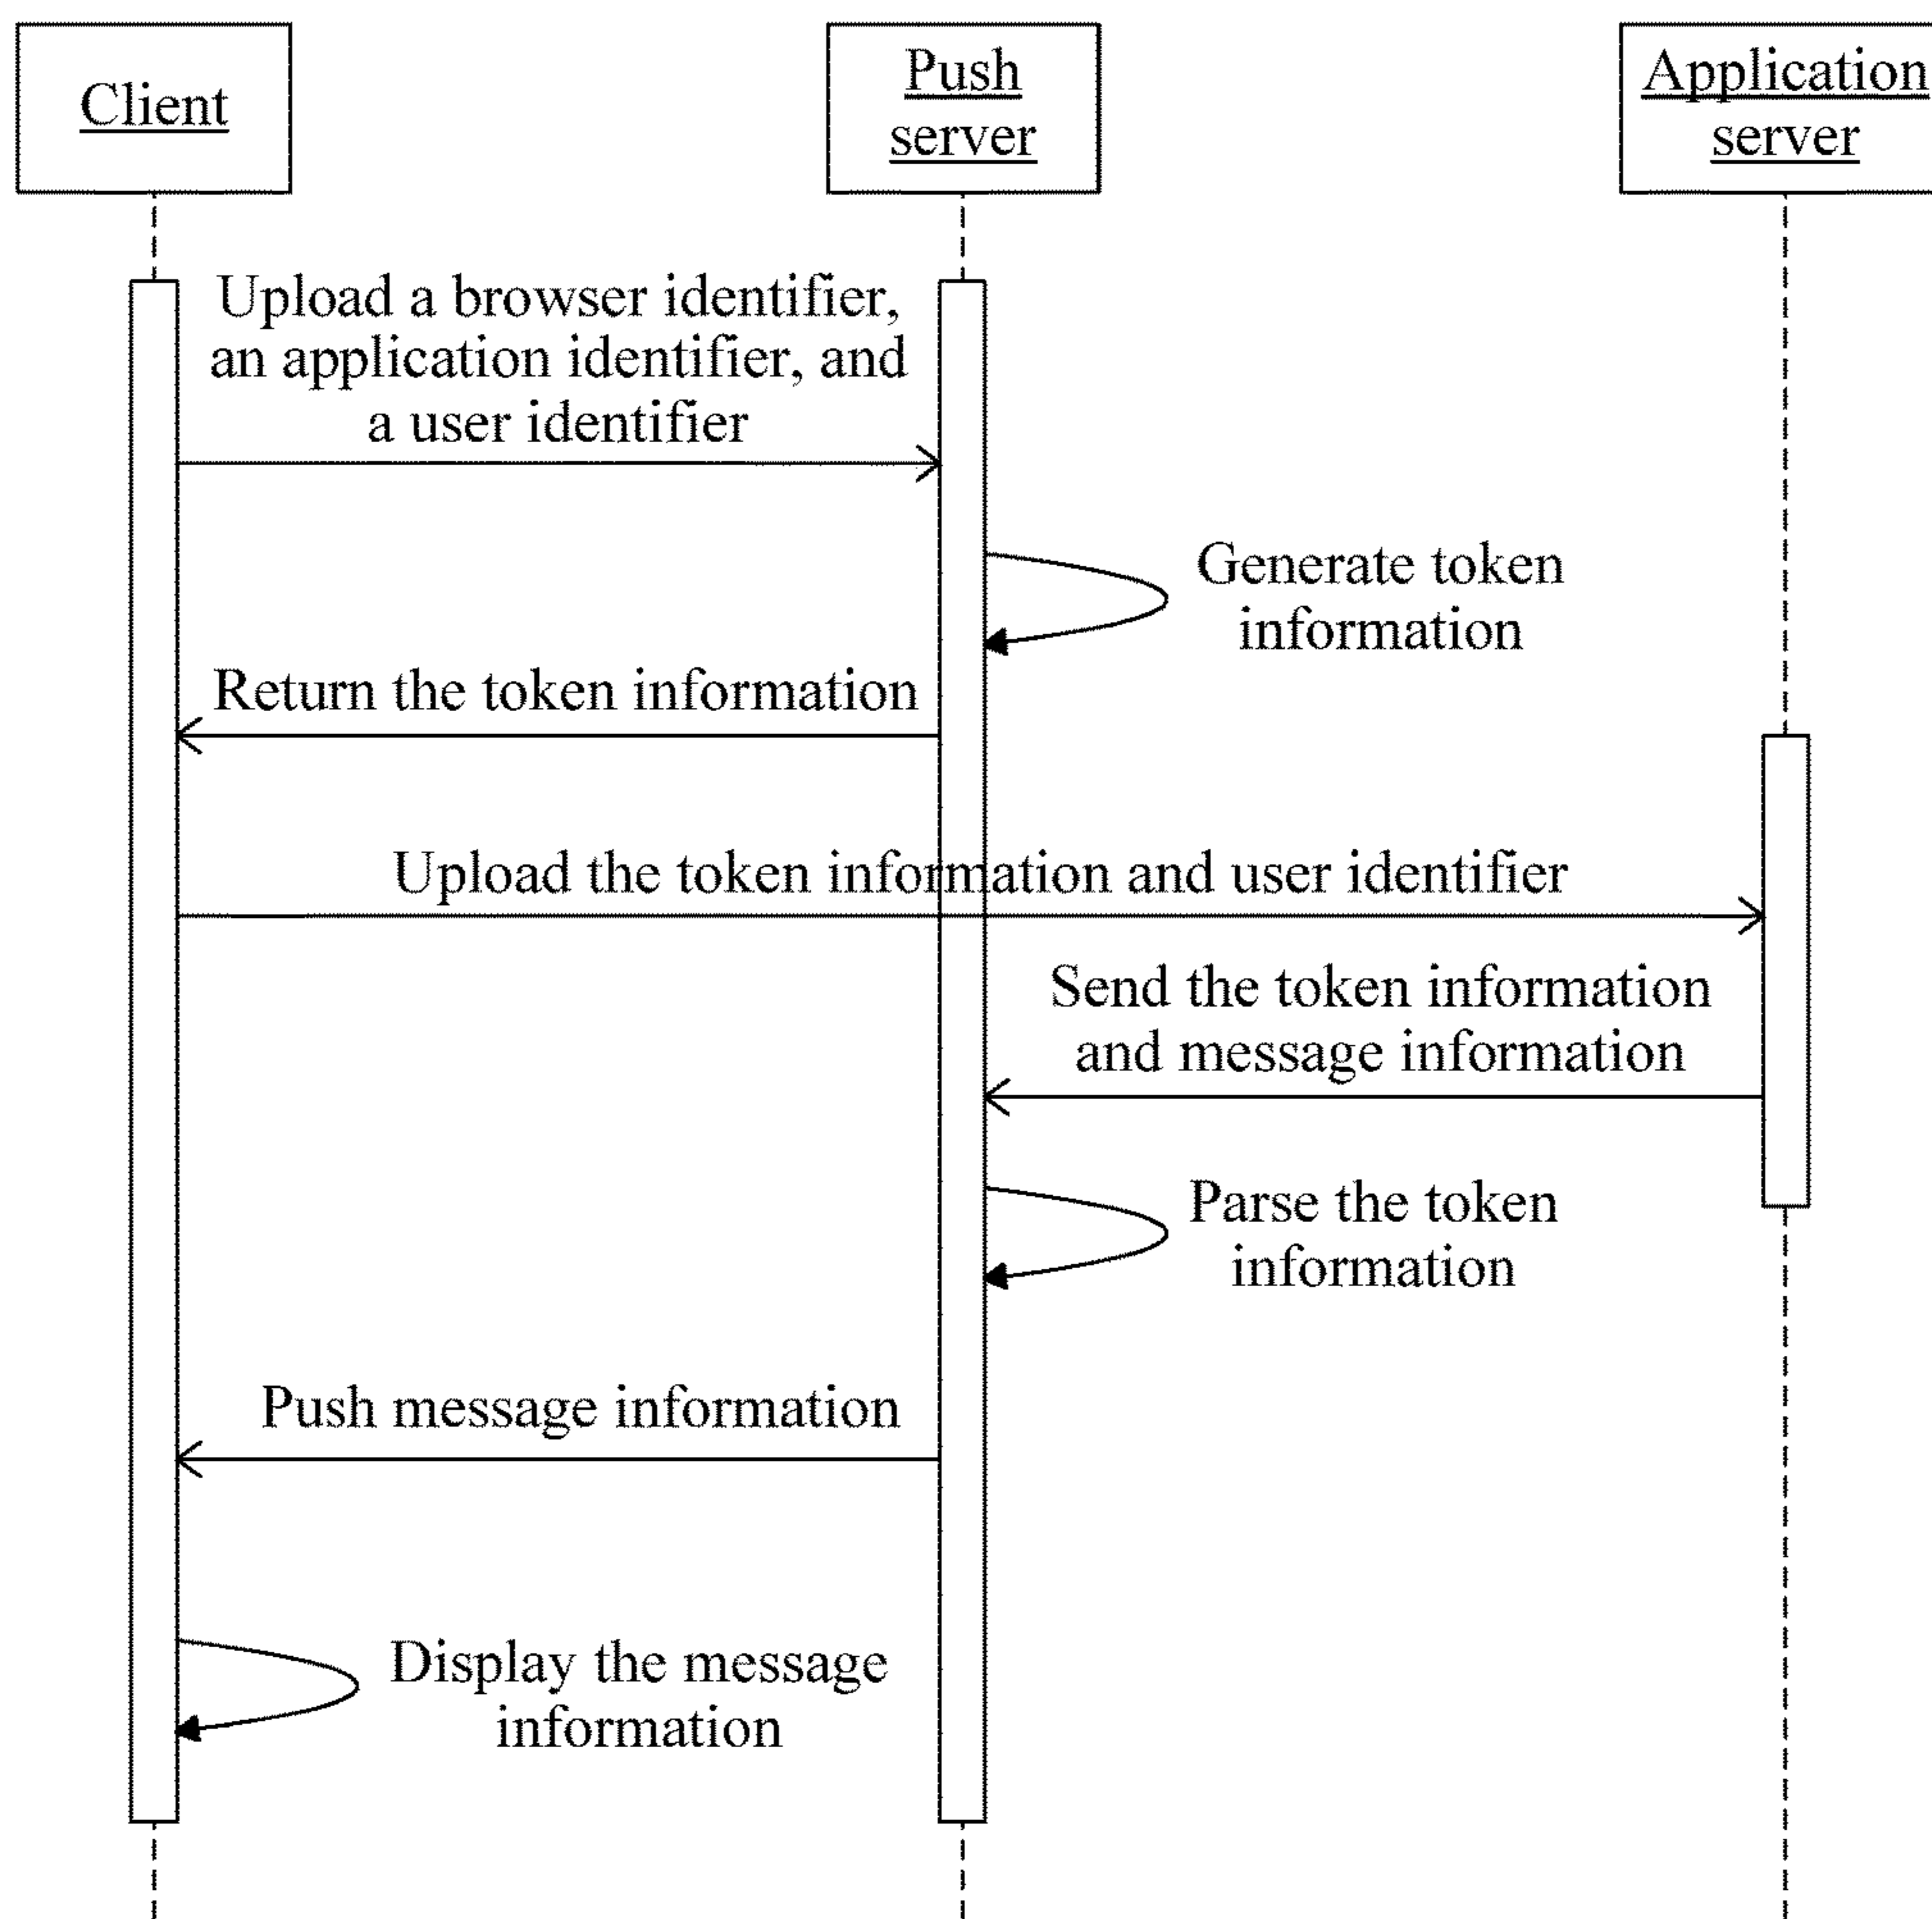 Client
Push
server
Application
server
Upload a browser identifier,
an application identifier, and
a user identifier
Generate token
information
Return the token information
Upload the token information and user identifier
Send the token information
and message information
Parse the token
information
Push message information
Display the message
information